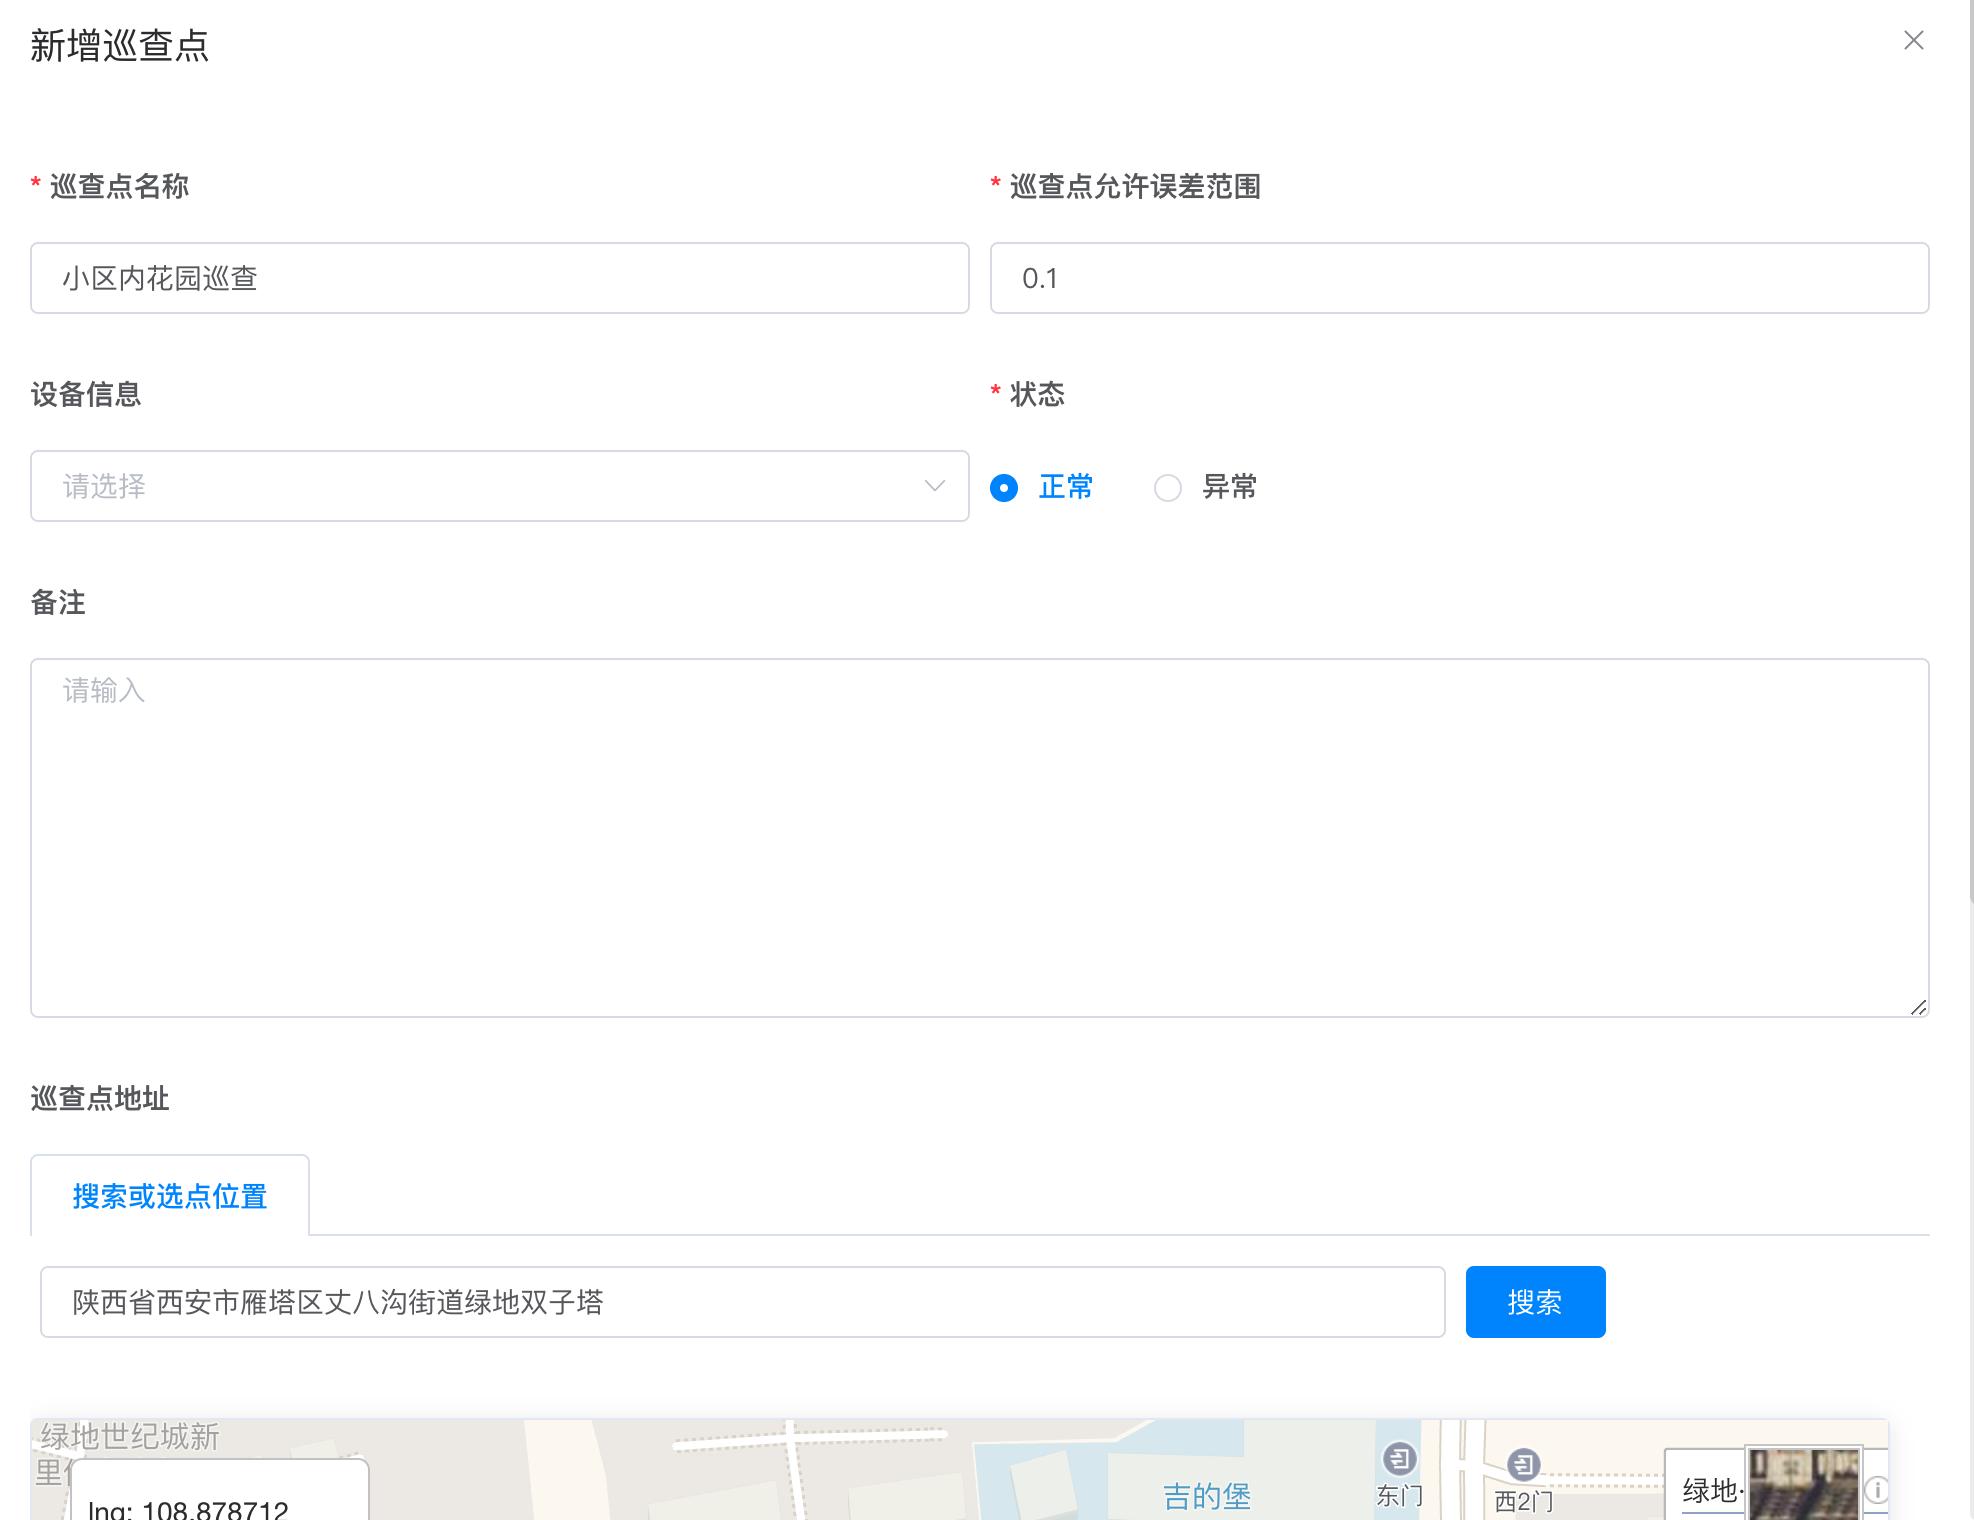 新增巡查点
* 巡查点名称
* 巡查点允许误差范围
小区内花园巡查
0.1
设备信息
* 状态
请选择
正常
异常
备注
请输入
巡查点地址
搜索或选点位置
陕西省西安市雁塔区丈八沟街道绿地双子塔
搜索
绿地世纪城新
里
lng: 108.878712
吉的堡
东门
西2门
绿地·